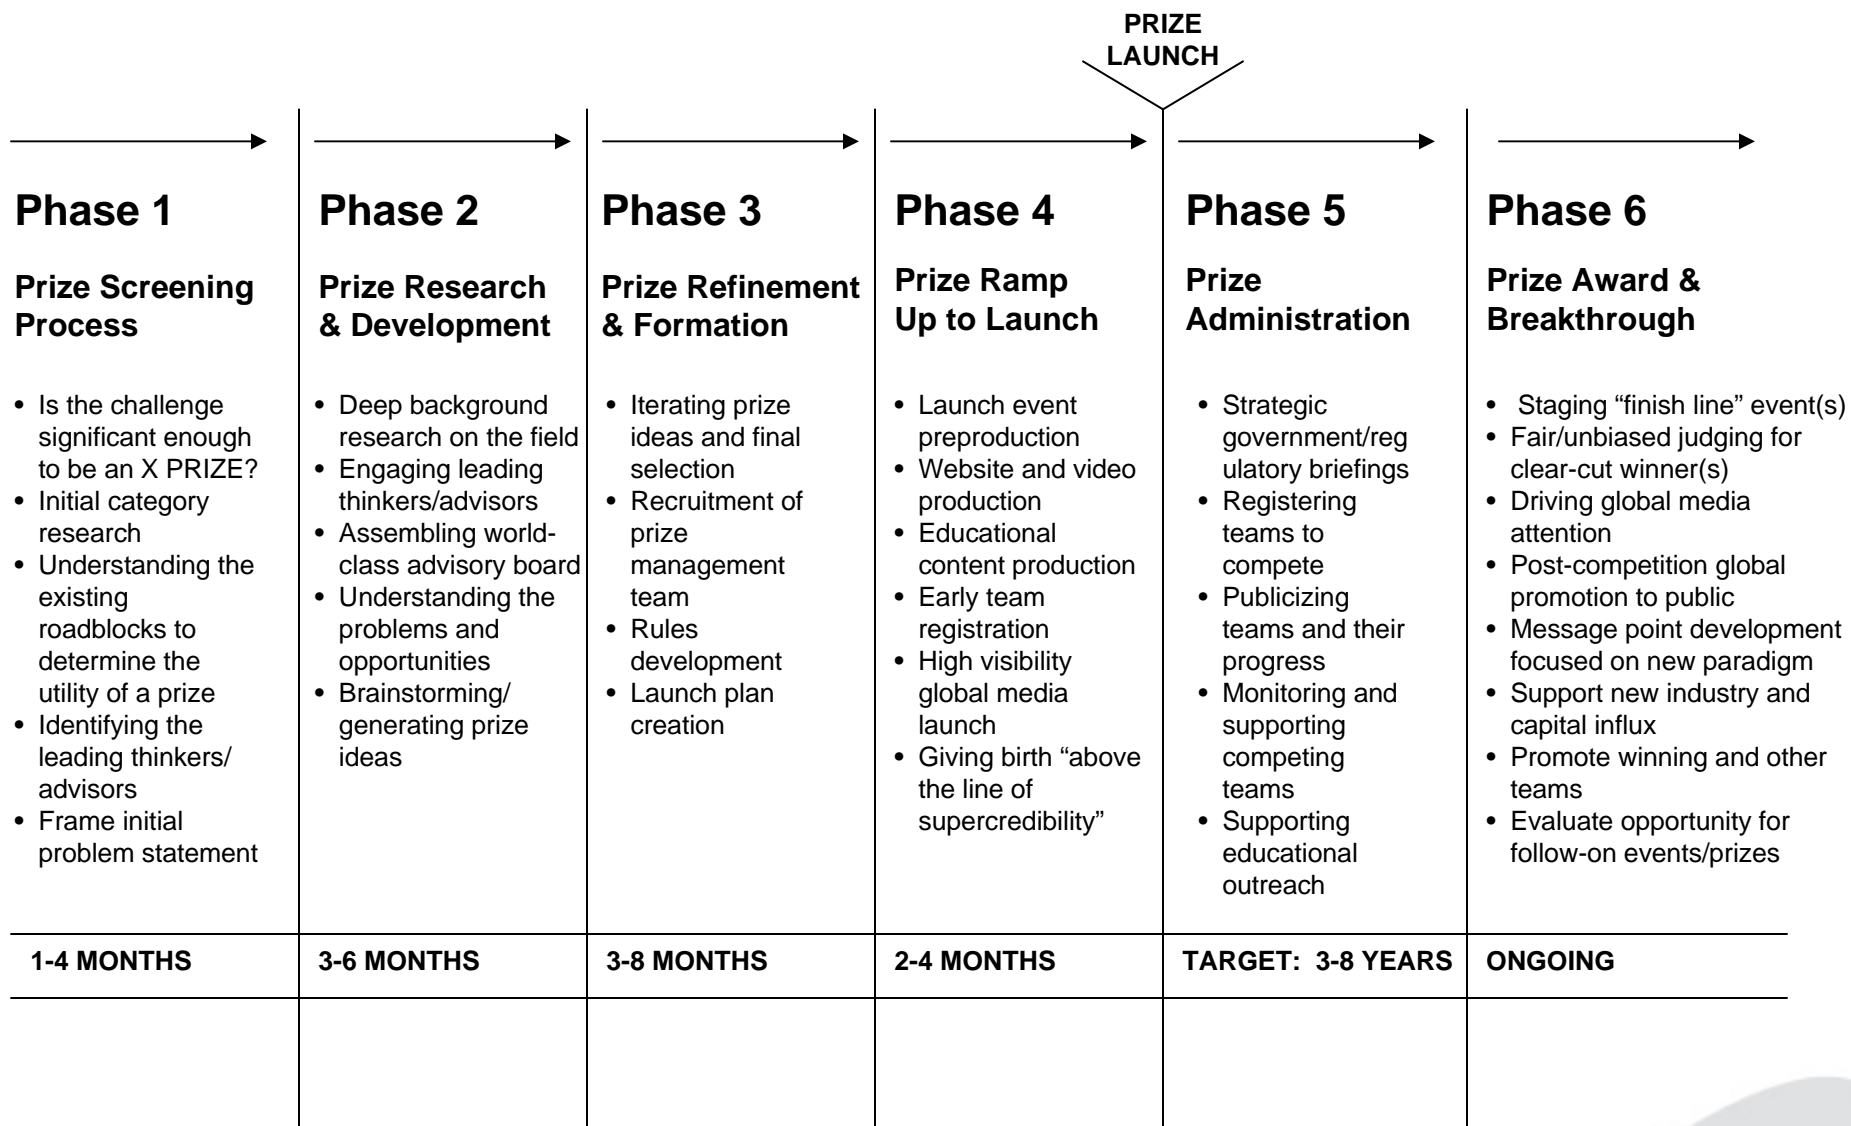 PRIZE
LAUNCH
Phase 1
Prize Screening
Process
• Is the challenge
significant enough
to be an X PRIZE?
• Initial category
research
• Understanding the
existing
roadblocks to
determine the
utility of a prize
• Identifying the
leading thinkers/
advisors
• Frame initial
problem statement
1-4 MONTHS
Phase 2
Prize Research
& Development
• Deep background
research on the field
• Engaging leading
thinkers/advisors
• Assembling world-
class advisory board
• Understanding the
problems and
opportunities
• Brainstorming/
generating prize
ideas
3-6 MONTHS
Phase 3
Prize Refinement
& Formation
• Iterating prize
ideas and final
selection
• Recruitment of
prize
management
team
• Rules
development
• Launch plan
creation
3-8 MONTHS
Phase 4
Prize Ramp
Up to Launch
• Launch event
preproduction
• Website and video
production
• Educational
content production
• Early team
registration
• High visibility
global media
launch
• Giving birth “above
the line of
supercredibility”
2-4 MONTHS
Phase 5
Prize
Administration
• Strategic
government/reg
ulatory briefings
• Registering
teams to
compete
• Publicizing
teams and their
progress
• Monitoring and
supporting
competing
teams
• Supporting
educational
outreach
TARGET: 3-8 YEARS
Phase 6
Prize Award &
Breakthrough
• Staging “finish line” event(s)
• Fair/unbiased judging for
clear-cut winner(s)
• Driving global media
attention
• Post-competition global
promotion to public
• Message point development
focused on new paradigm
• Support new industry and
capital influx
• Promote winning and other
teams
• Evaluate opportunity for
follow-on events/prizes
ONGOING